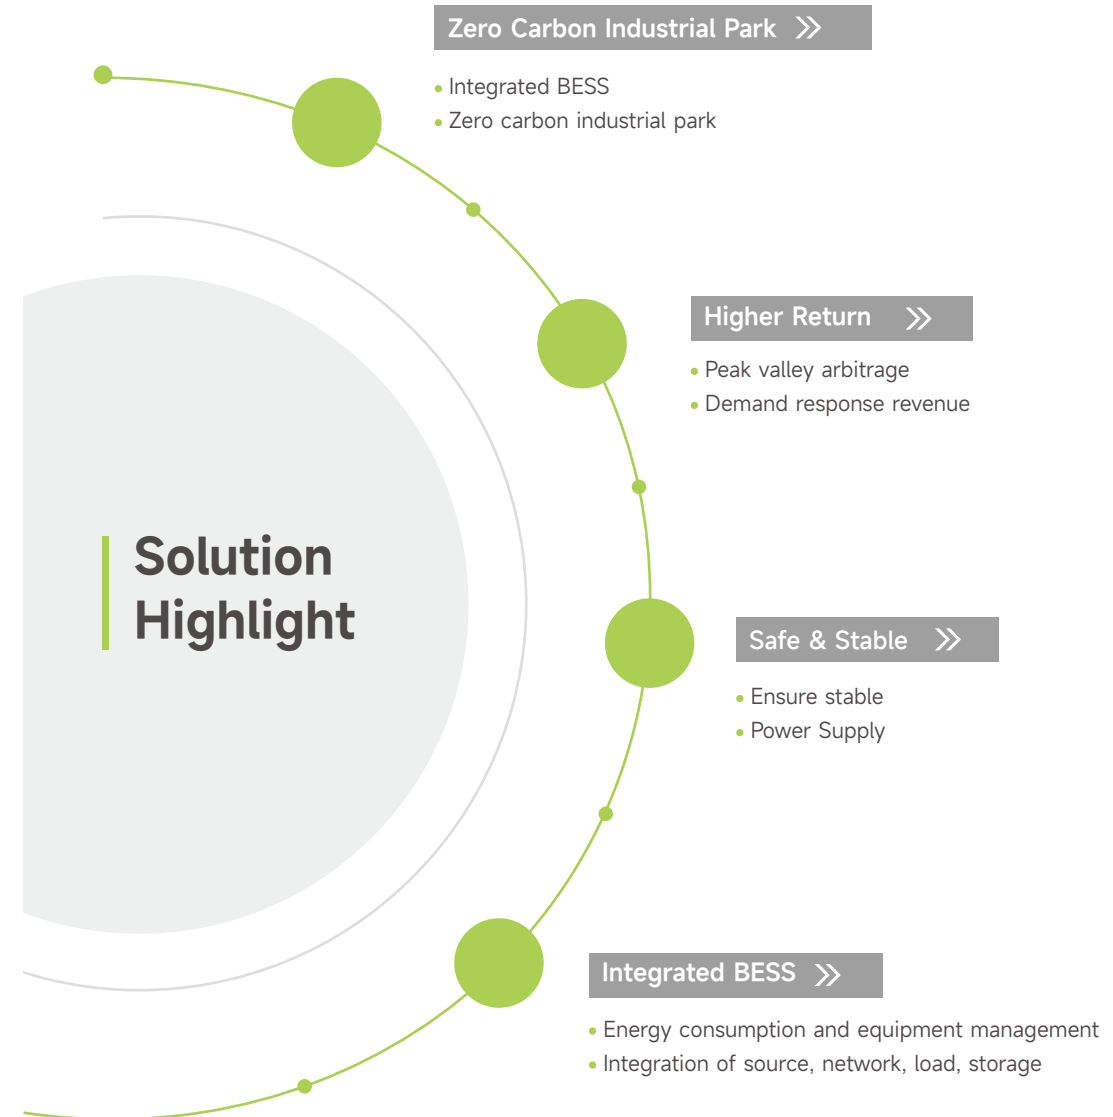 Zero Carbon Industrial Park
• Integrated BESS
• Zero carbon industrial park
Higher Return
• Peak valley arbitrage
• Demand response revenue
Solution
Highlight
Safe & Stable
• Ensure stable
• Power Supply
Integrated BESS
• Energy consumption and equipment management
• Integration of source, network, load, storage